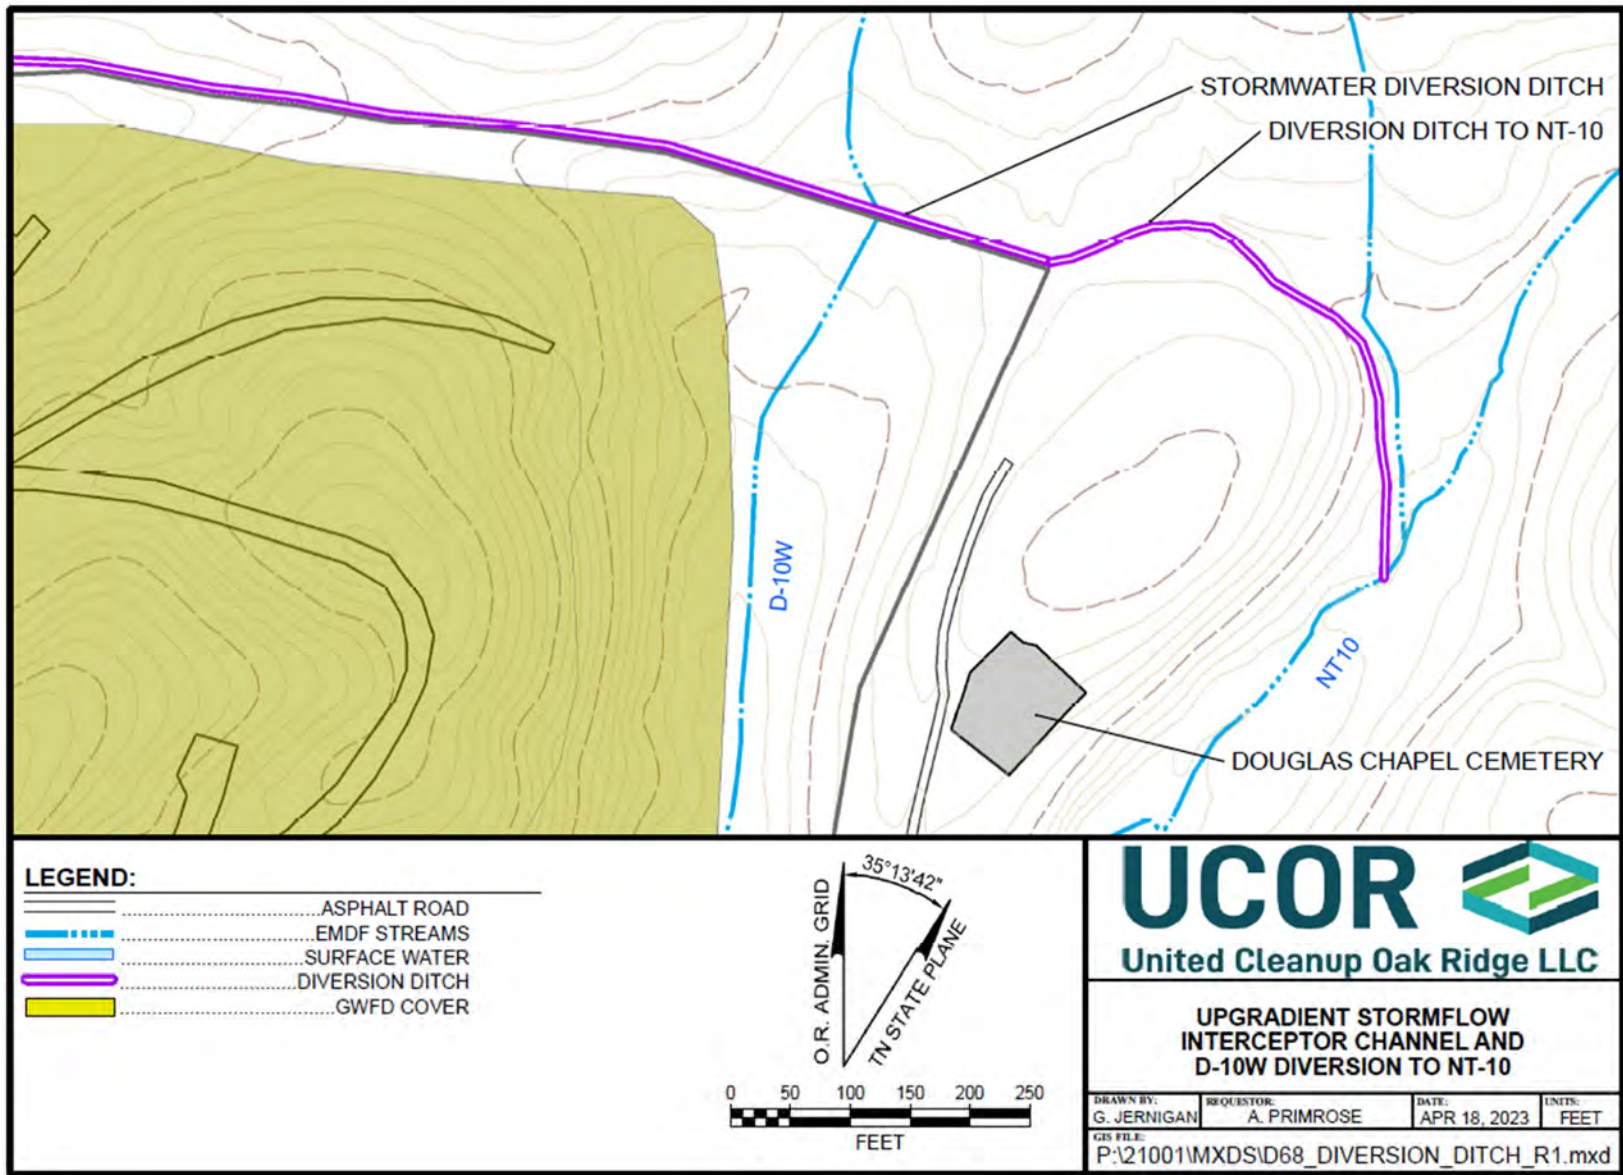 STORMWATER DIVERSION DITCH
DIVERSION DITCH TO NT-10
D-10W
NT10
DOUGLAS CHAPEL CEMETERY
LEGEND:
ASPHALT ROAD
EMDF STREAMS
SURFACE WATER
DIVERSION DITCH
GWFD COVER
35°13'42"
O.R. ADMIN. GRID
TN STATE PLANE
0 50 100 150 200 250
FEET
UCOR
United Cleanup Oak Ridge LLC
UPGRADIENT STORMFLOW
INTERCEPTOR CHANNEL AND
D-10W DIVERSION TO NT-10
DRAWN BY: REQUESTOR: DATE: UNITS:
G. JERNIGAN A. PRIMROSE APR 18, 2023 FEET
GIS FILE:
P:\21001\MXDS\D68_DIVERSION_DITCH_R1.mxd